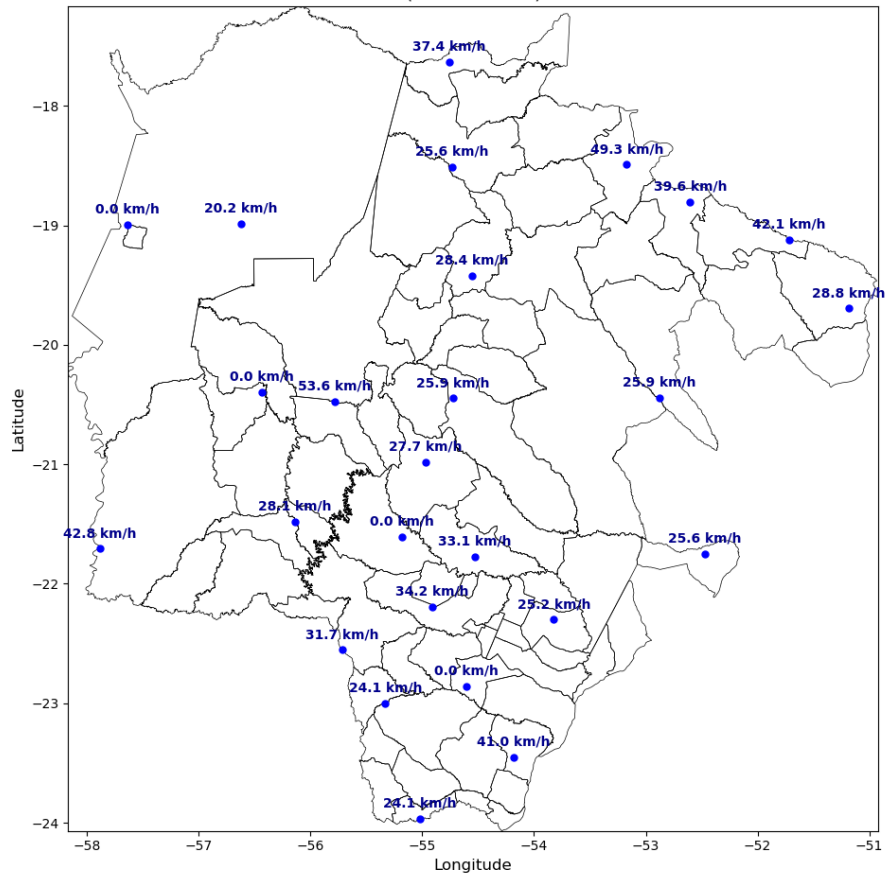 37.4 km/h
−18
25.6 km/h
49.3 km/h
39.6 km/h
0.0 km/h
20.2 km/h
−19
42.1 km/h
28.4 km/h
28.8 km/h
−20
0.0 km/h
53.6 km/h
25.9 km/h
25.9 km/h
Latitude
27.7 km/h
−21
28.1 km/h
0.0 km/h
42.8 km/h
33.1 km/h
25.6 km/h
−22
34.2 km/h
25.2 km/h
31.7 km/h
0.0 km/h
24.1 km/h
−23
41.0 km/h
24.1 km/h
−24
−58 −57 −56 −55 −54 −53 −52 −51
Longitude